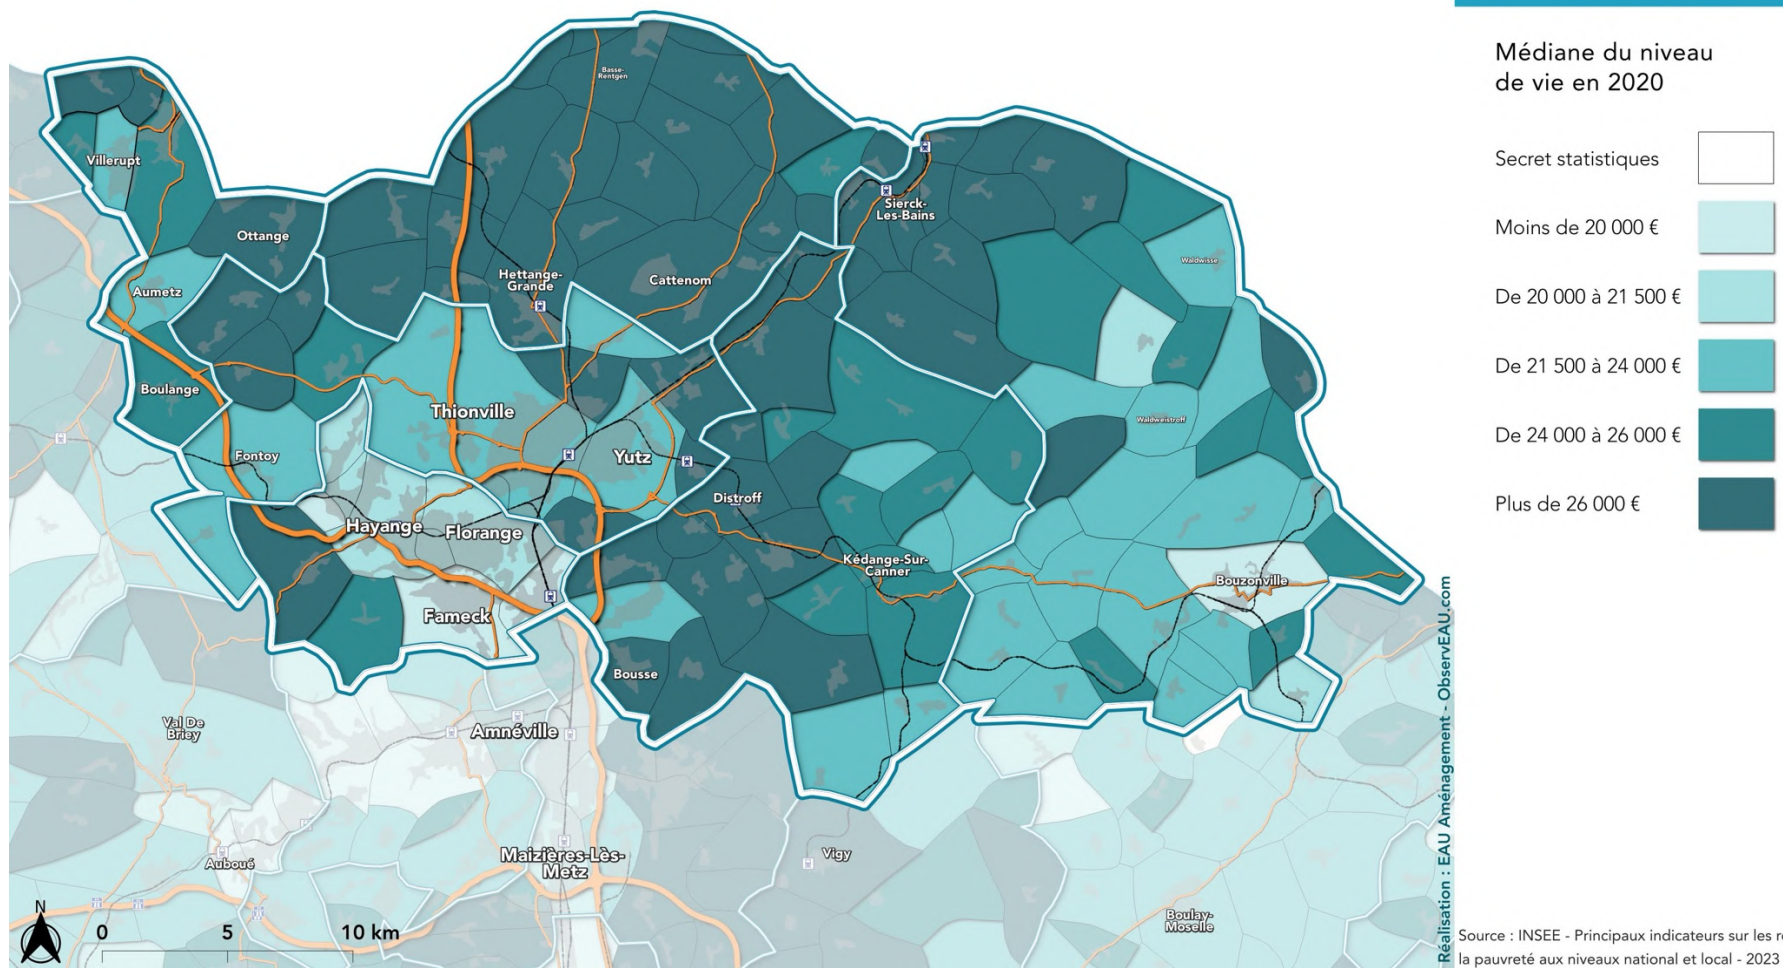 Médiane du niveau
de vie en 2020
Secret statistiques
Moins de 20 000 €
De 20 000 à 21 500 €
De 21 500 à 24 000 €
De 24 000 à 26 000 €
Plus de 26 000 €
Basse-
Rentgen
Villerupt
Sierck-
Les-Bains
Ottange
Waldwisse
Hettange-
Grande
Cattenom
Aumetz
Boulange
Thionville
Waldweistroff
Fontoy
Yutz
Distroff
Hayange
Florange
Kédange-Sur-
Canner
Bouzonville
Fameck
Bousse
Val De
Briey
Amnéville
Auboué
Maizières-Lès-
Metz
Vigy
Boulay-
Moselle
N
0 5 10 km
Réalisation : EAU Aménagement - ObservEAU.com
Source : INSEE - Principaux indicateurs sur les
la pauvreté aux niveaux national et local - 2023